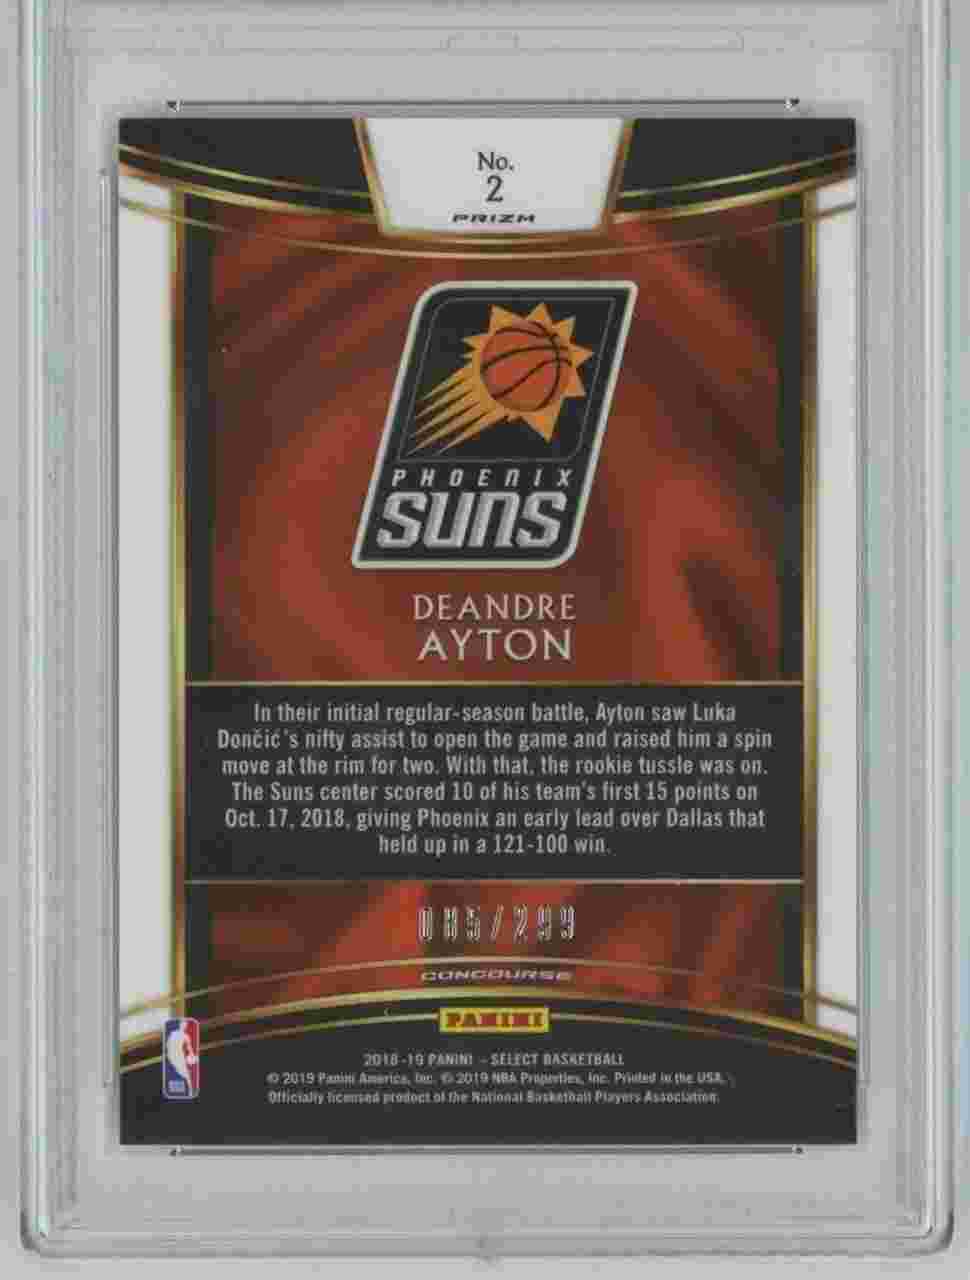 No.
2
PRIZM
PHOENIX
SUNS
DEANDRE
AYTON
In their initial regular-season battle, Ayton saw Luka
Dončić's nifty assist to open the game and raised him a spin
move at the rim for two. With that, the rookie tussle was on.
The Suns center scored 10 of his team's first 15 points on
Oct. 17, 2018, giving Phoenix an early lead over Dallas that
held up in a 121-100 win.
085/299
CONCOURSE
PANINI
2018-19 PANINI - SELECT BASKETBALL
© 2019 Panini America, Inc. © 2019 NBA Properties, Inc. Printed in the USA.
Officially licensed product of the National Basketball Players Association.